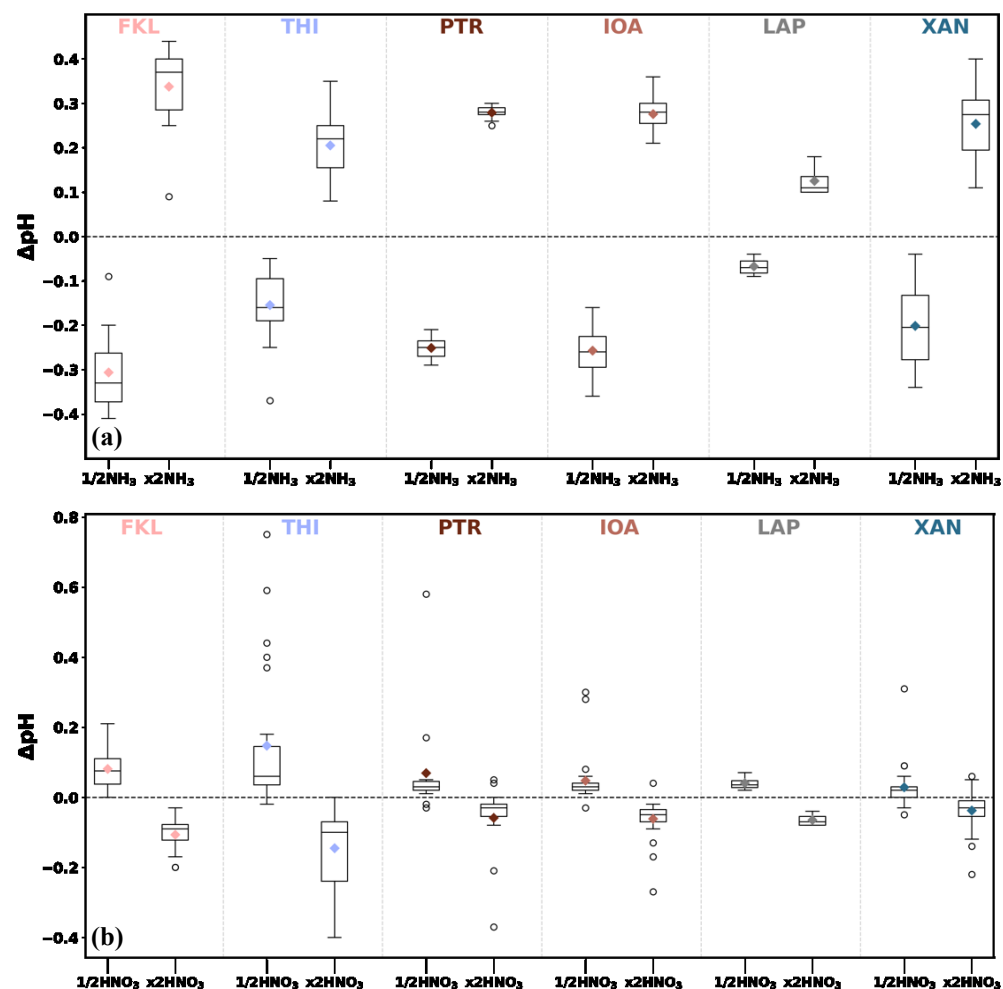 FKL THI PTR IOA LAP XAN
0.4
0.3
0.2
0.1
0.0
−0.1
−0.2
−0.3
−0.4
ΔpH
(a)
1/2NH₃ x2NH₃ 1/2NH₃ x2NH₃ 1/2NH₃ x2NH₃ 1/2NH₃ x2NH₃ 1/2NH₃ x2NH₃ 1/2NH₃ x2NH₃
0.8
FKL THI PTR IOA LAP XAN
0.6
0.4
0.2
0.0
−0.2
−0.4
ΔpH
(b)
1/2HNO₃ x2HNO₃ 1/2HNO₃ x2HNO₃ 1/2HNO₃ x2HNO₃ 1/2HNO₃ x2HNO₃ 1/2HNO₃ x2HNO₃ 1/2HNO₃ x2HNO₃